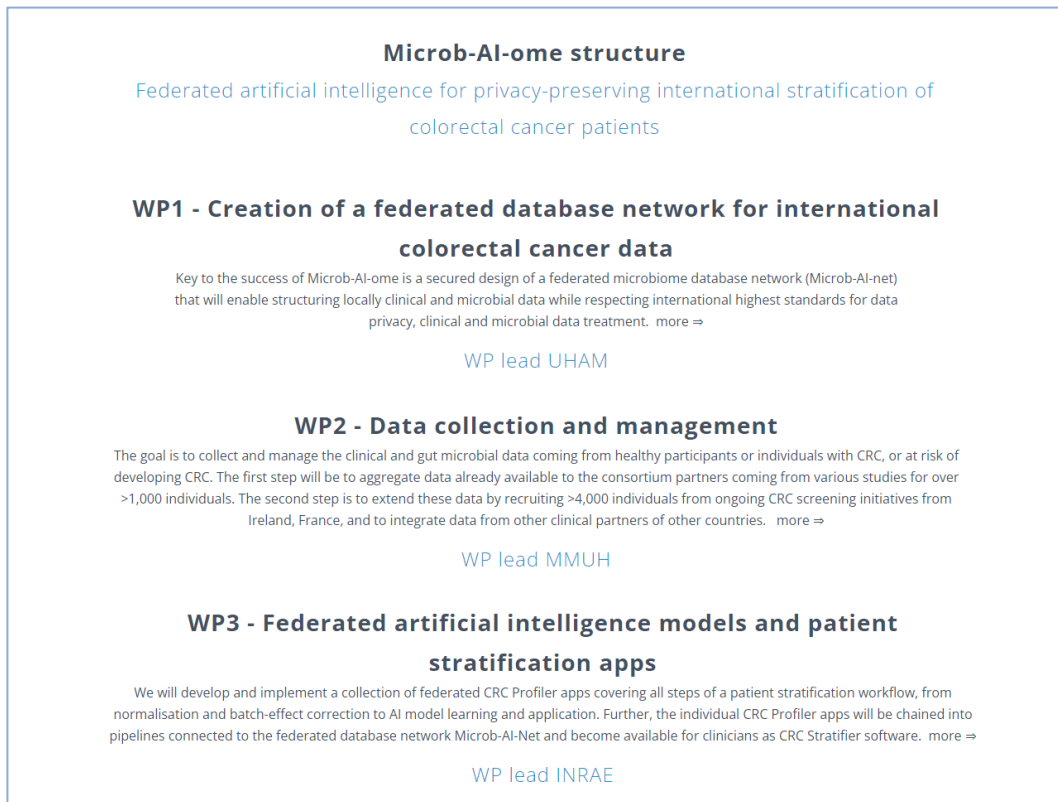 Microb-AI-ome structure
Federated artificial intelligence for privacy-preserving international stratification of
colorectal cancer patients
WP1 - Creation of a federated database network for international
colorectal cancer data
Key to the success of Microb-AI-ome is a secured design of a federated microbiome database network (Microb-AI-net)
that will enable structuring locally clinical and microbial data while respecting international highest standards for data
privacy, clinical and microbial data treatment. more ⇒
WP lead UHAM
WP2 - Data collection and management
The goal is to collect and manage the clinical and gut microbial data coming from healthy participants or individuals with CRC, or at risk of
developing CRC. The first step will be to aggregate data already available to the consortium partners coming from various studies for over
>1,000 individuals. The second step is to extend these data by recruiting >4,000 individuals from ongoing CRC screening initiatives from
Ireland, France, and to integrate data from other clinical partners of other countries. more ⇒
WP lead MMUH
WP3 - Federated artificial intelligence models and patient
stratification apps
We will develop and implement a collection of federated CRC Profiler apps covering all steps of a patient stratification workflow, from
normalisation and batch-effect correction to AI model learning and application. Further, the individual CRC Profiler apps will be chained into
pipelines connected to the federated database network Microb-AI-Net and become available for clinicians as CRC Stratifier software. more ⇒
WP lead INRAE